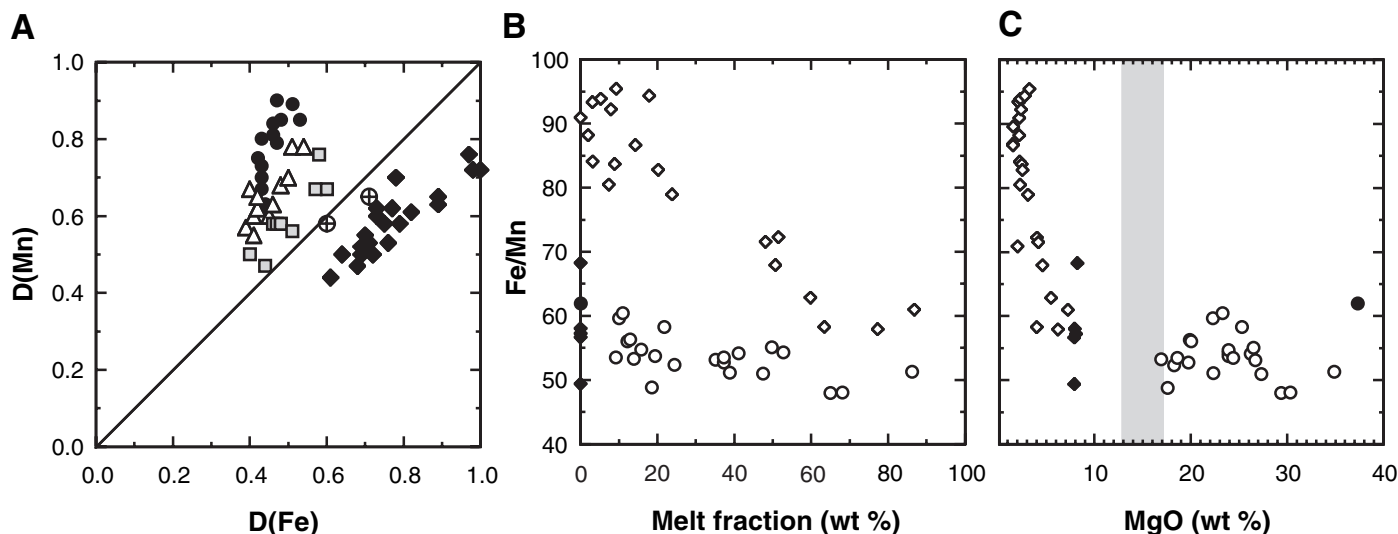 A
B
C
1.0
0.8
0.6
0.4
0.2
0.0
D(Mn)
0.0 0.2 0.4 0.6 0.8 1.0
D(Fe)
100
90
80
70
60
50
40
Fe/Mn
0 20 40 60 80 100
Melt fraction (wt %)
10 20 30 40
MgO (wt %)